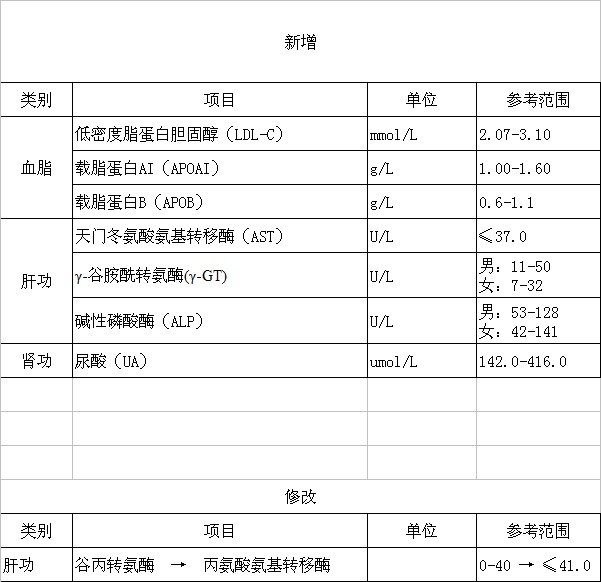 新增
类别 项目 单位 参考范围
血脂 低密度脂蛋白胆固醇（LDL-C） mmol/L 2.07-3.10
载脂蛋白AI（APOAI） g/L 1.00-1.60
载脂蛋白B（APOB） g/L 0.6-1.1
肝功 天门冬氨酸氨基转移酶（AST） U/L ≤37.0
γ-谷胺酰转氨酶(γ-GT) U/L 男：11-50
女：7-32
碱性磷酸酶（ALP） U/L 男：53-128
女：42-141
肾功 尿酸（UA） umol/L 142.0-416.0
修改
类别 项目 单位 参考范围
肝功 谷丙转氨酶 → 丙氨酸氨基转移酶 0-40 → ≤41.0